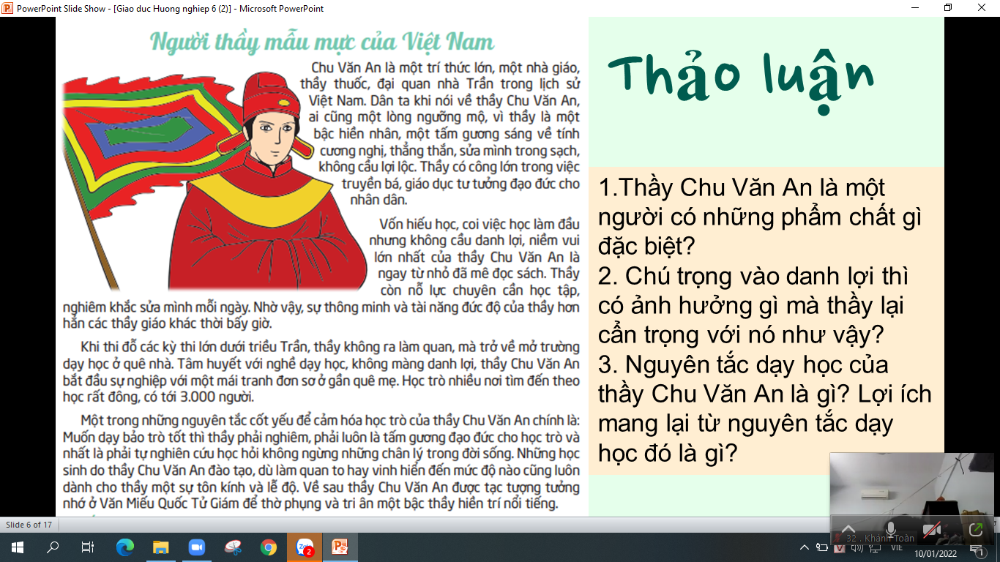 PowerPoint Slide Show - [Giao duc Huong nghiep 6 (2)] - Microsoft PowerPoint
Người thầy mẫu mực của Việt Nam
Chu Văn An là một trí thức lớn, một nhà giáo,
thầy thuốc, đại quan nhà Trần trong lịch sử
Việt Nam. Dân ta khi nói về thầy Chu Văn An,
ai cũng một lòng ngưỡng mộ, vì thầy là một
bậc hiền nhân, một tấm gương sáng về tính
cương nghị, thẳng thắn, sửa mình trong sạch,
không cầu lợi lộc. Thầy có công lớn trong việc
truyền bá, giáo dục tư tưởng đạo đức cho
nhân dân.
Vốn hiếu học, coi việc học làm đầu
nhưng không cầu danh lợi, niềm vui
lớn nhất của thầy Chu Văn An là
ngay từ nhỏ đã mê đọc sách. Thầy
còn nỗ lực chuyên cần học tập,
nghiêm khắc sửa mình mỗi ngày. Nhờ vậy, sự thông minh và tài năng đức độ của thầy hơn
hẳn các thầy giáo khác thời bấy giờ.
Khi thi đỗ các kỳ thi lớn dưới triều Trần, thầy không ra làm quan, mà trở về mở trường
dạy học ở quê nhà. Tâm huyết với nghề dạy học, không màng danh lợi, thầy Chu Văn An
bắt đầu sự nghiệp với một mái tranh đơn sơ ở gần quê mẹ. Học trò nhiều nơi tìm đến theo
học rất đông, có tới 3.000 người.
Một trong những nguyên tắc cốt yếu để cảm hóa học trò của thầy Chu Văn An chính là:
Muốn dạy bảo trò tốt thì thầy phải nghiêm, phải luôn là tấm gương đạo đức cho học trò và
nhất là phải tự nghiên cứu học hỏi không ngừng những chân lý trong đời sống. Những học
sinh do thầy Chu Văn An đào tạo, dù làm quan to hay vinh hiển đến mức độ nào cũng luôn
dành cho thầy một sự tôn kính và lễ độ. Về sau thầy Chu Văn An được tạc tượng tưởng
nhớ ở Văn Miếu Quốc Tử Giám để thờ phụng và tri ân một bậc thầy hiền trí nổi tiếng.
Thảo luận
1.Thầy Chu Văn An là một
người có những phẩm chất gì
đặc biệt?
2. Chú trọng vào danh lợi thì
có ảnh hưởng gì mà thầy lại
cẩn trọng với nó như vậy?
3. Nguyên tắc dạy học của
thầy Chu Văn An là gì? Lợi ích
mang lại từ nguyên tắc dạy
học đó là gì?
32 . Khánh Toàn
Slide 6 of 17
Zalo
2
VIE
10/01/2022
1